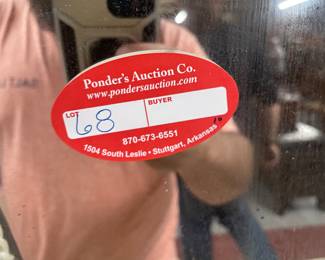 Ponder's Auction Co.
www.pondersauction.com
LOT BUYER
68
870-673-6551
1504 South Leslie • Stuttgart, Arkansas